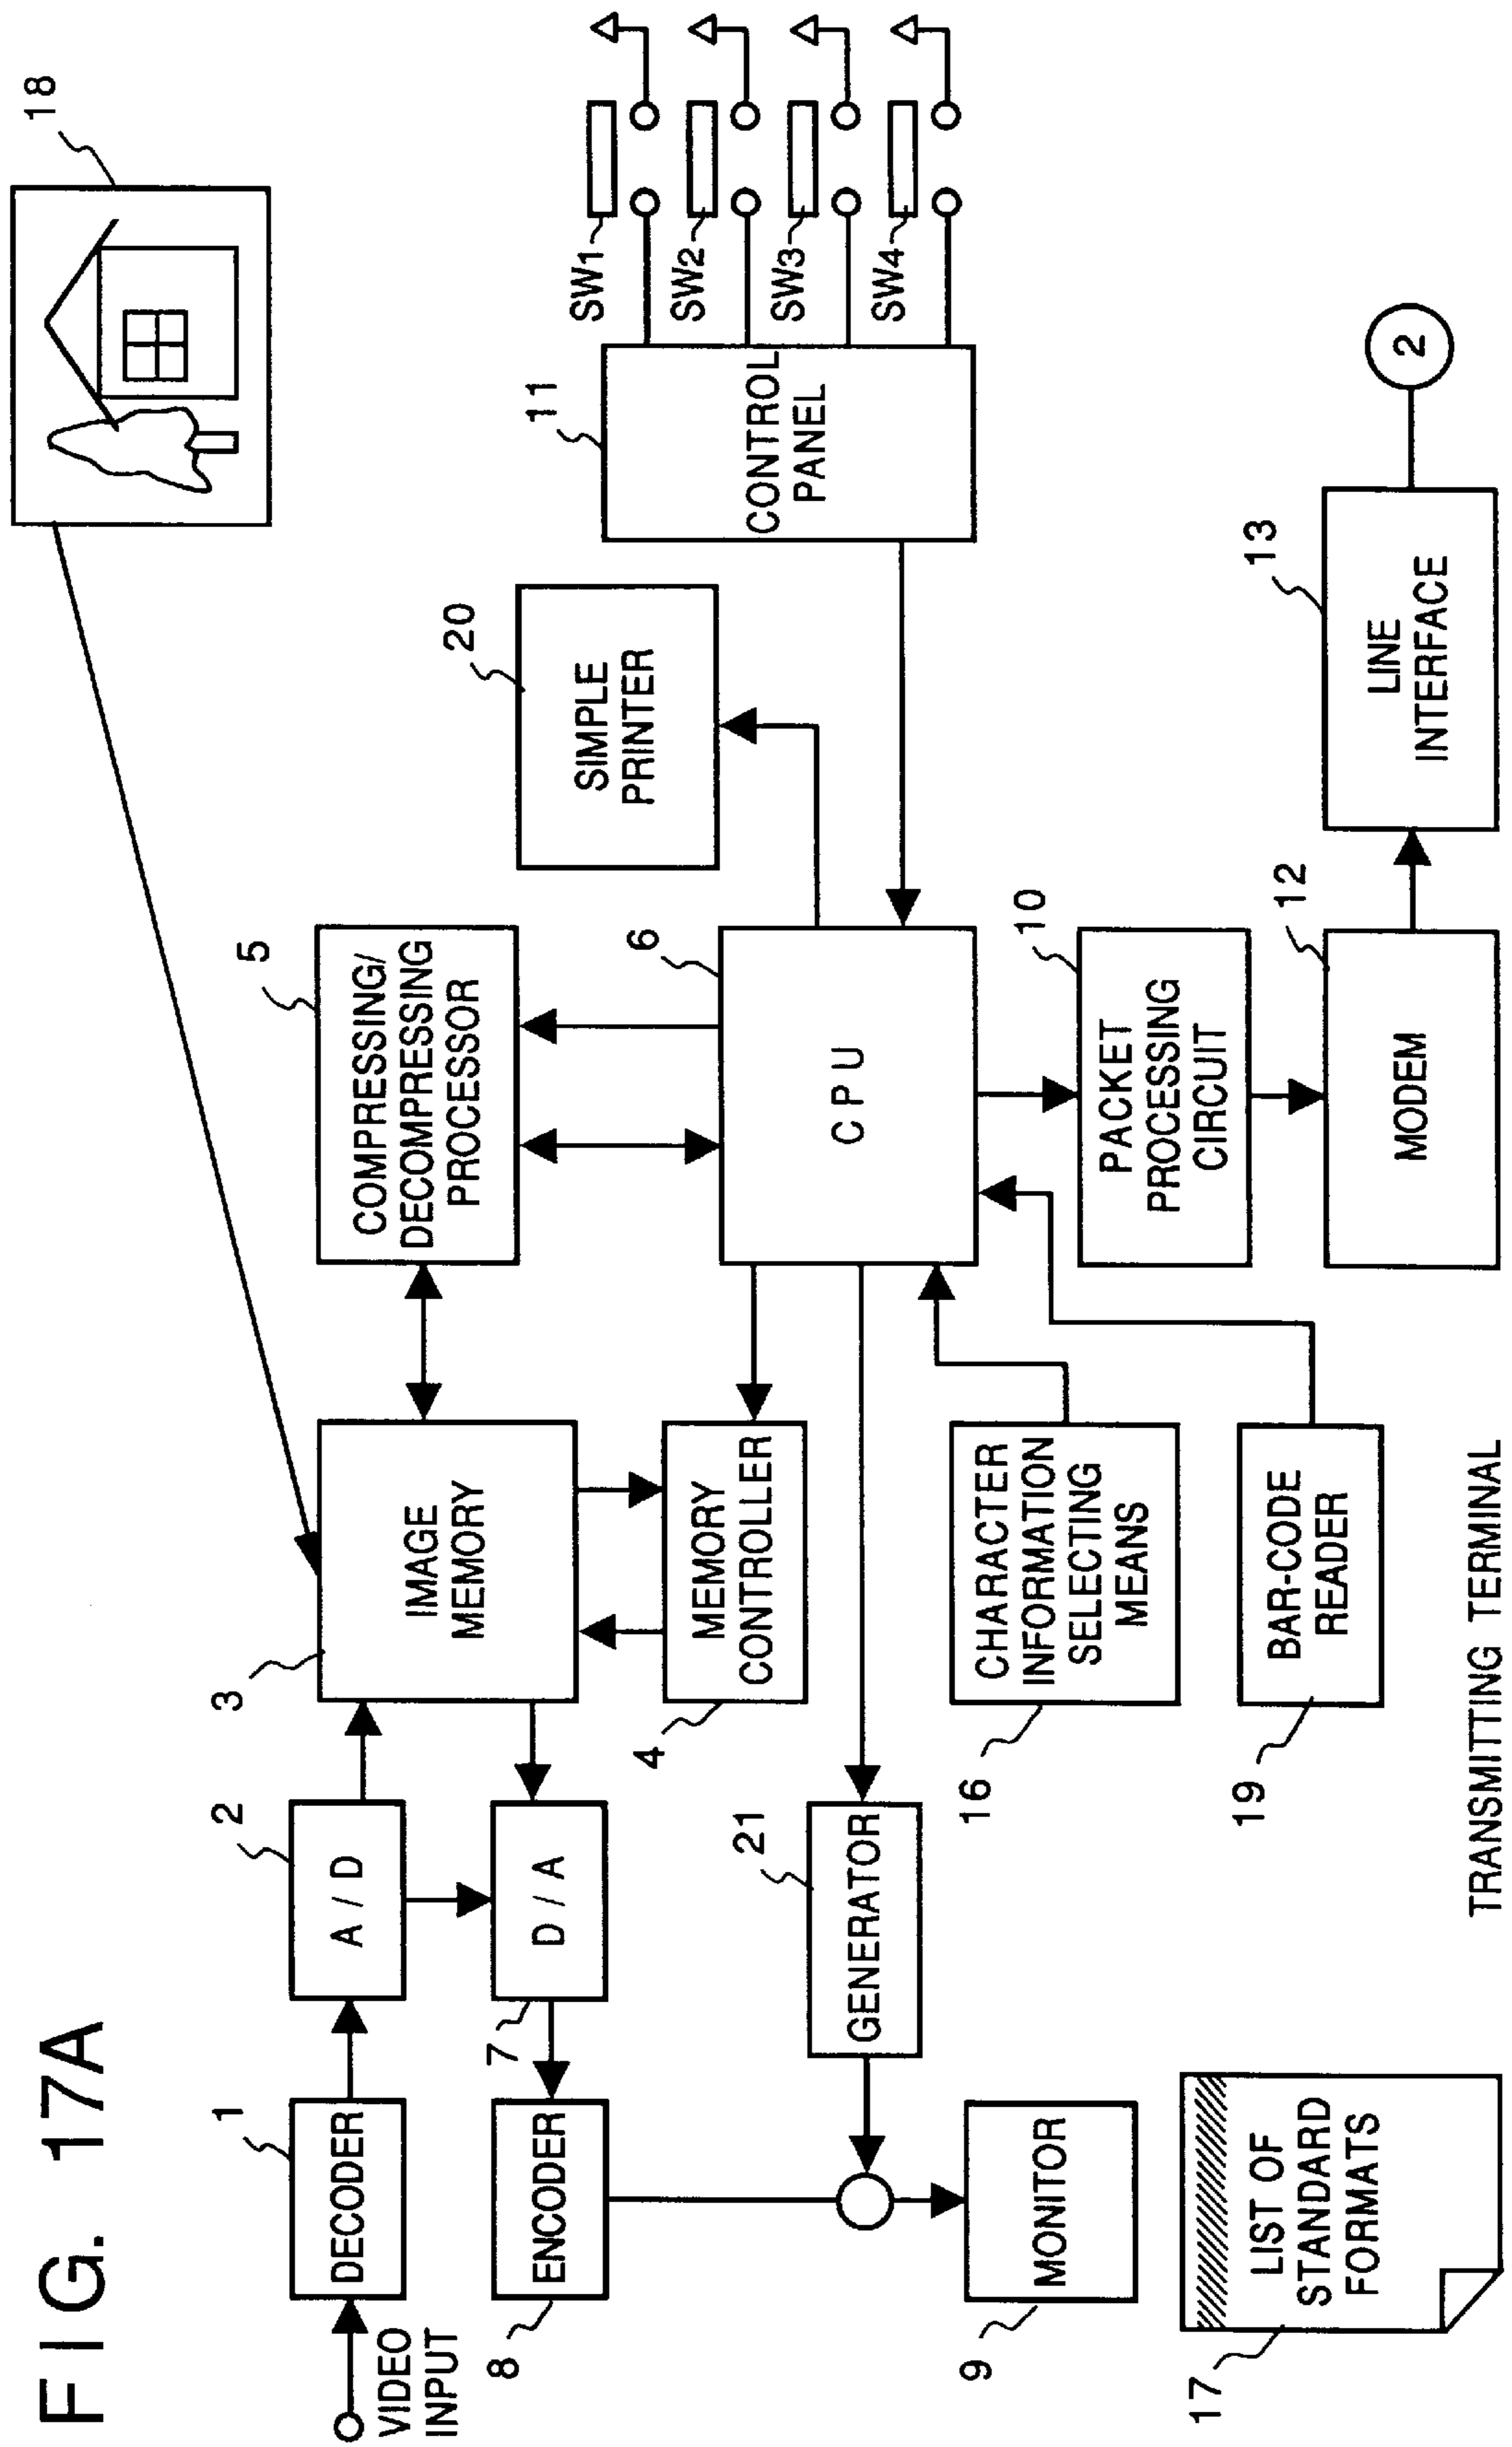 FIG. 17A
18
VIDEO
INPUT
1
DECODER
2
A/D
3
IMAGE
MEMORY
5
COMPRESSING/
DECOMPRESSING
PROCESSOR
20
SIMPLE
PRINTER
11
CONTROL
PANEL
SW1
SW2
SW3
SW4
8
ENCODER
7
D/A
4
MEMORY
CONTROLLER
6
CPU
21
GENERATOR
16
CHARACTER
INFORMATION
SELECTING
MEANS
10
PACKET
PROCESSING
CIRCUIT
9
MONITOR
19
BAR-CODE
READER
12
MODEM
13
LINE
INTERFACE
2
17
LIST OF
STANDARD
FORMATS
TRANSMITTING TERMINAL